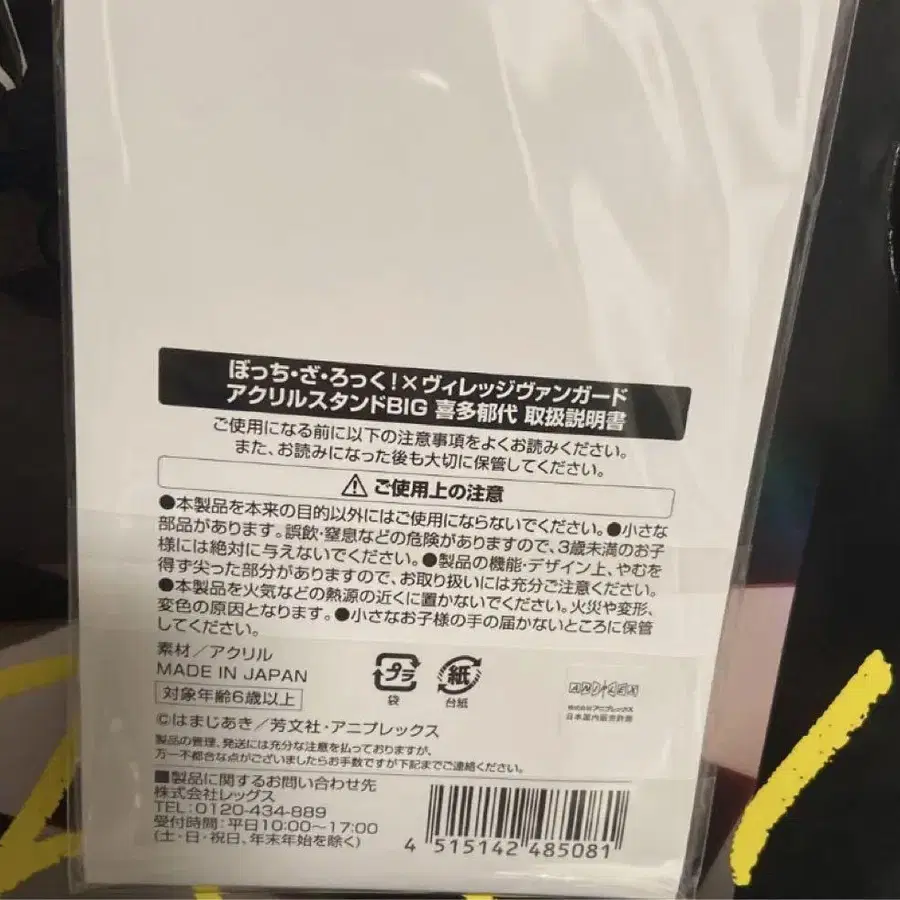 ぼっち・ざ・ろっく！×ヴィレッジヴァンガード
アクリルスタンドBIG 喜多郁代 取扱説明書
ご使用になる前に以下の注意事項をよくお読みください。
また、お読みになった後も大切に保管してください。
ご使用上の注意
●本製品を本来の目的以外にはご使用にならないでください。●小さな
部品があります。誤飲・窒息などの危険がありますので、3歳未満のお子
様には絶対に与えないでください。●製品の機能・デザイン上、やむを
得ず尖った部分がありますので、お取り扱いには充分ご注意ください。
●本製品を火気などの熱源の近くに置かないでください。火災や変形、
変色の原因となります。●小さなお子様の手の届かないところに保管
してください。
素材／アクリル
MADE IN JAPAN
対象年齢6歳以上
プラ
袋
紙
台紙
ANIPLEX
株式会社アニプレックス
日本国内販売許諾
©はまじあき／芳文社・アニプレックス
製品の管理、発送には充分な注意を払っておりますが、
万一不都合な点がございましたらお手数ですが下記までご連絡ください。
■製品に関するお問い合わせ先
株式会社レッグス
TEL：0120-434-889
受付時間：平日10:00〜17:00
(土・日・祝日、年末年始を除く)
4 515142 485081